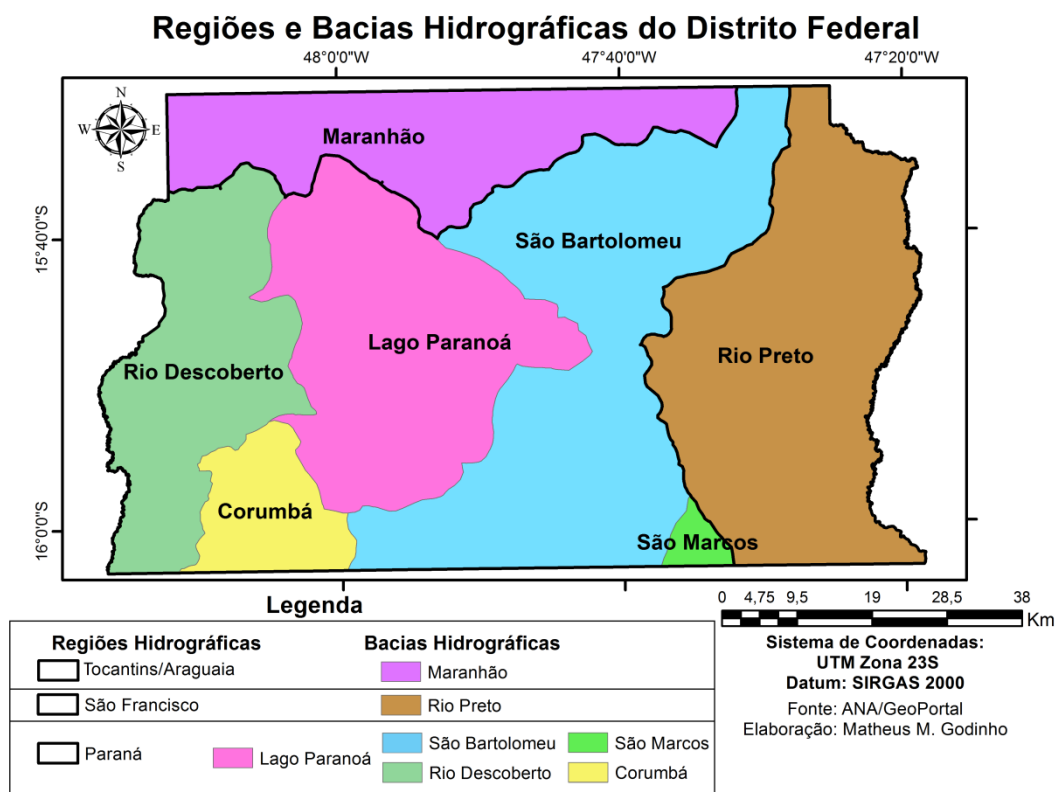 Regiões e Bacias Hidrográficas do Distrito Federal
48°0'0"W 47°40'0"W 47°20'0"W
N
W E
S
Maranhão
15°40'0"S
São Bartolomeu
Lago Paranoá
Rio Preto
Rio Descoberto
Corumbá
16°0'0"S
São Marcos
Legenda
0 4,75 9,5 19 28,5 38
Km
Regiões Hidrográficas Bacias Hidrográficas
Tocantins/Araguaia Maranhão
São Francisco Rio Preto
Paraná Lago Paranoá São Bartolomeu São Marcos
Rio Descoberto Corumbá
Sistema de Coordenadas:
UTM Zona 23S
Datum: SIRGAS 2000
Fonte: ANA/GeoPortal
Elaboração: Matheus M. Godinho